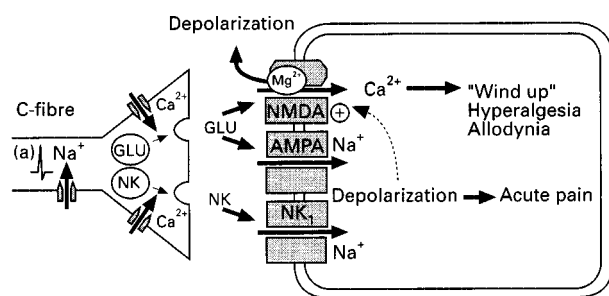 Depolarization
C-fibre
Ca²⁺
(a)
Na⁺
GLU
NK
Ca²⁺
GLU
NK
Mg²⁺
NMDA
+
AMPA
Na⁺
NK₁
Na⁺
Ca²⁺
"Wind up"
Hyperalgesia
Allodynia
Depolarization
Acute pain